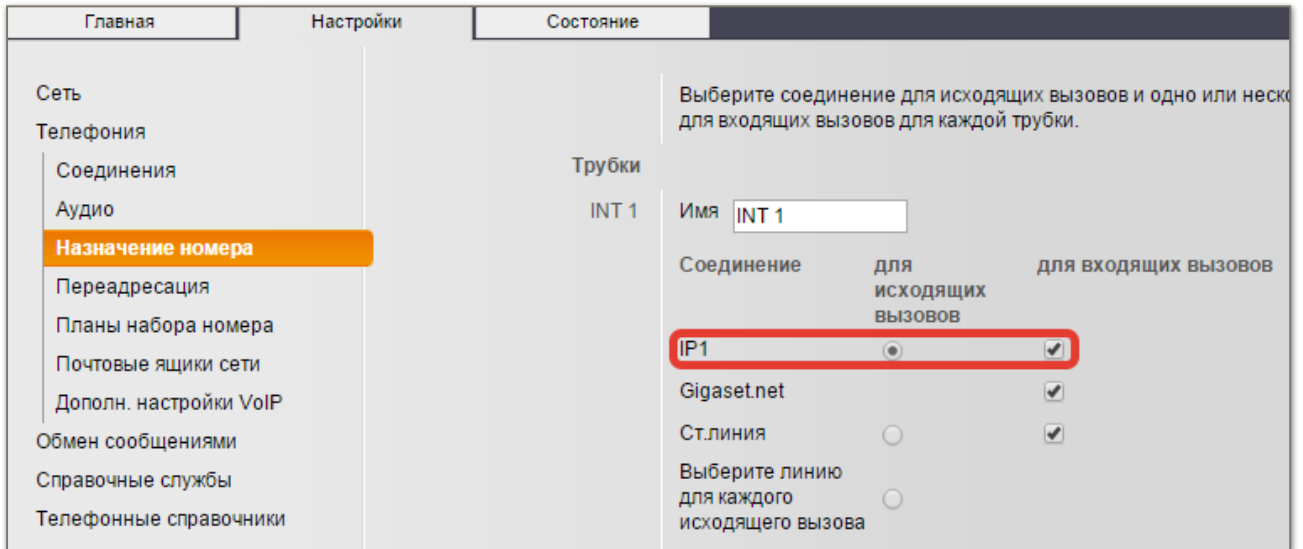 Главная
Настройки
Состояние
Сеть
Телефония
Соединения
Аудио
Назначение номера
Переадресация
Планы набора номера
Почтовые ящики сети
Дополн. настройки VoIP
Обмен сообщениями
Справочные службы
Телефонные справочники
Выберите соединение для исходящих вызовов и одно или неск
для входящих вызовов для каждой трубки.
Трубки
INT 1
Имя INT 1
Соединение
для
исходящих
вызовов
для входящих вызовов
IP1
Gigaset.net
Ст.линия
Выберите линию
для каждого
исходящего вызова